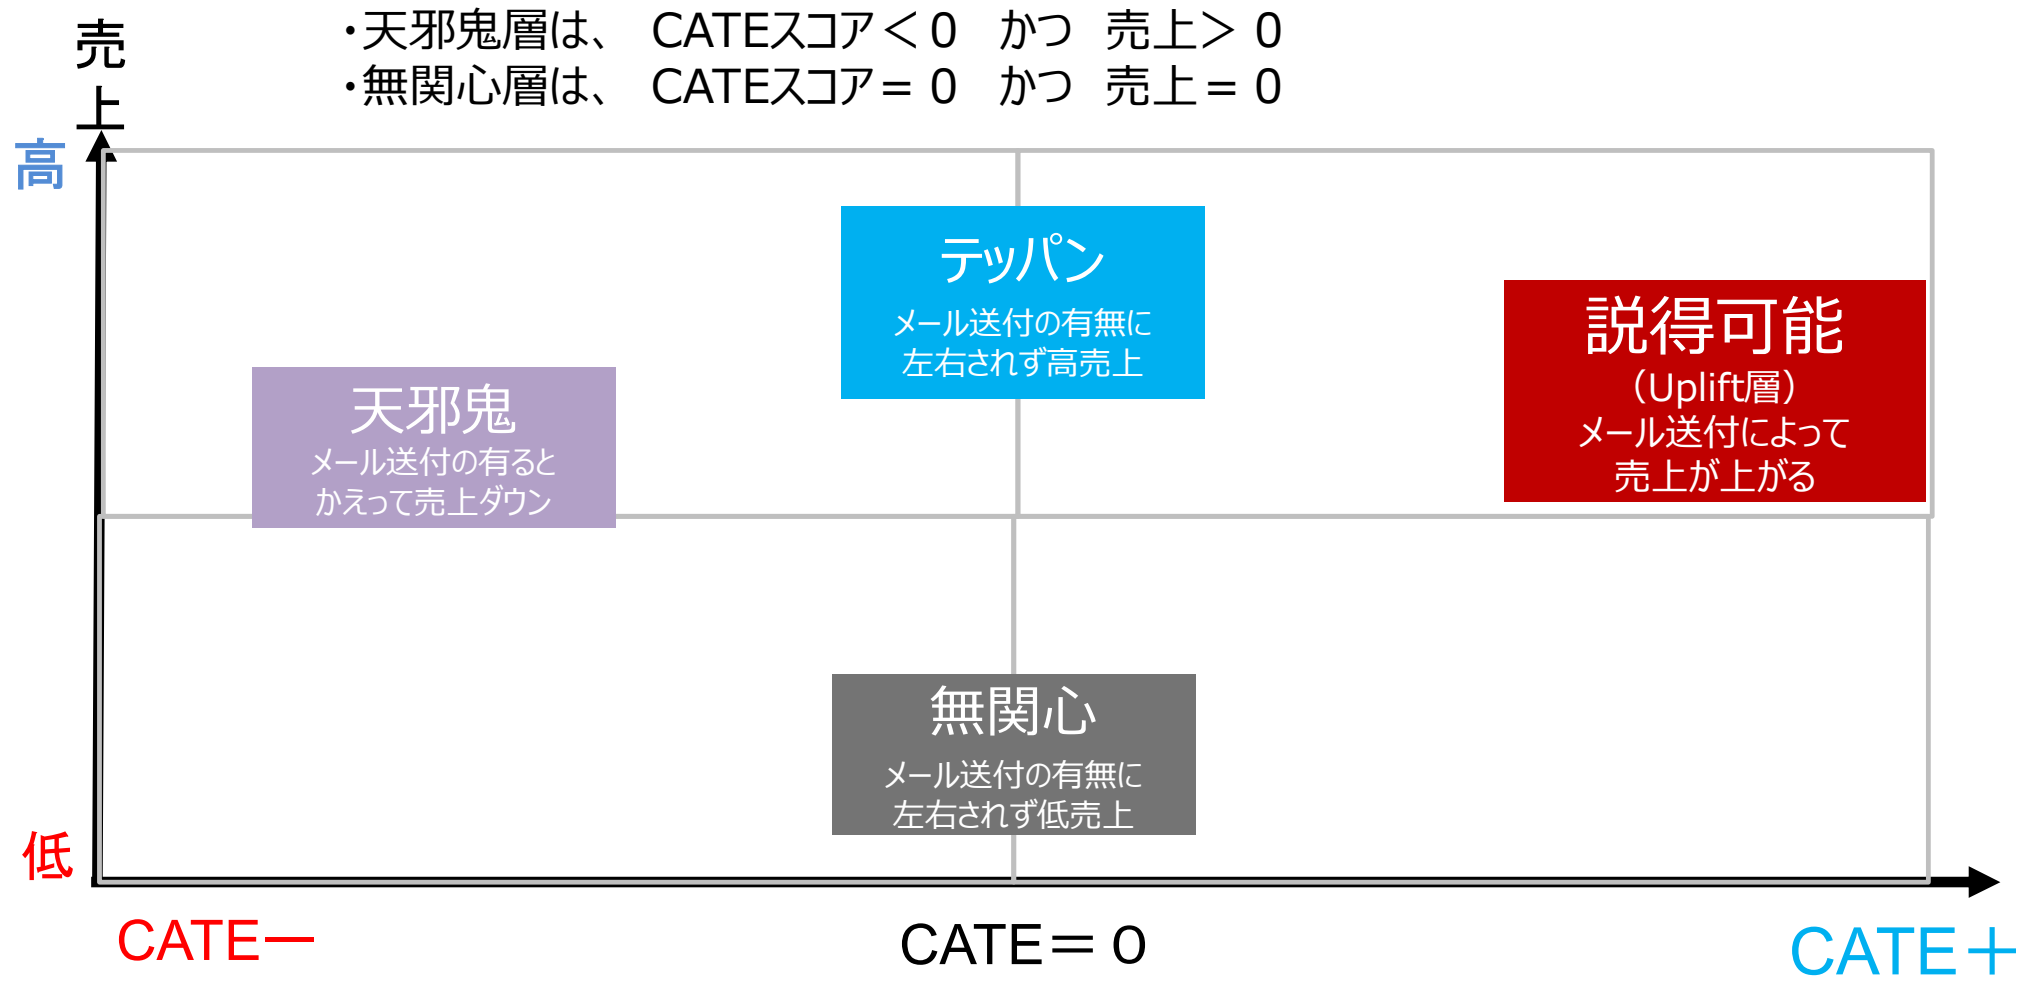 ・天邪鬼層は、 CATEスコア＜0 かつ 売上＞0
・無関心層は、 CATEスコア=0 かつ 売上=0
売上
高
テッパン
メール送付の有無に
左右されず高売上
説得可能
（Uplift層）
メール送付によって
売上が上がる
天邪鬼
メール送付の有ると
かえって売上ダウン
無関心
メール送付の有無に
左右されず低売上
低
CATEー
CATE＝0
CATE＋